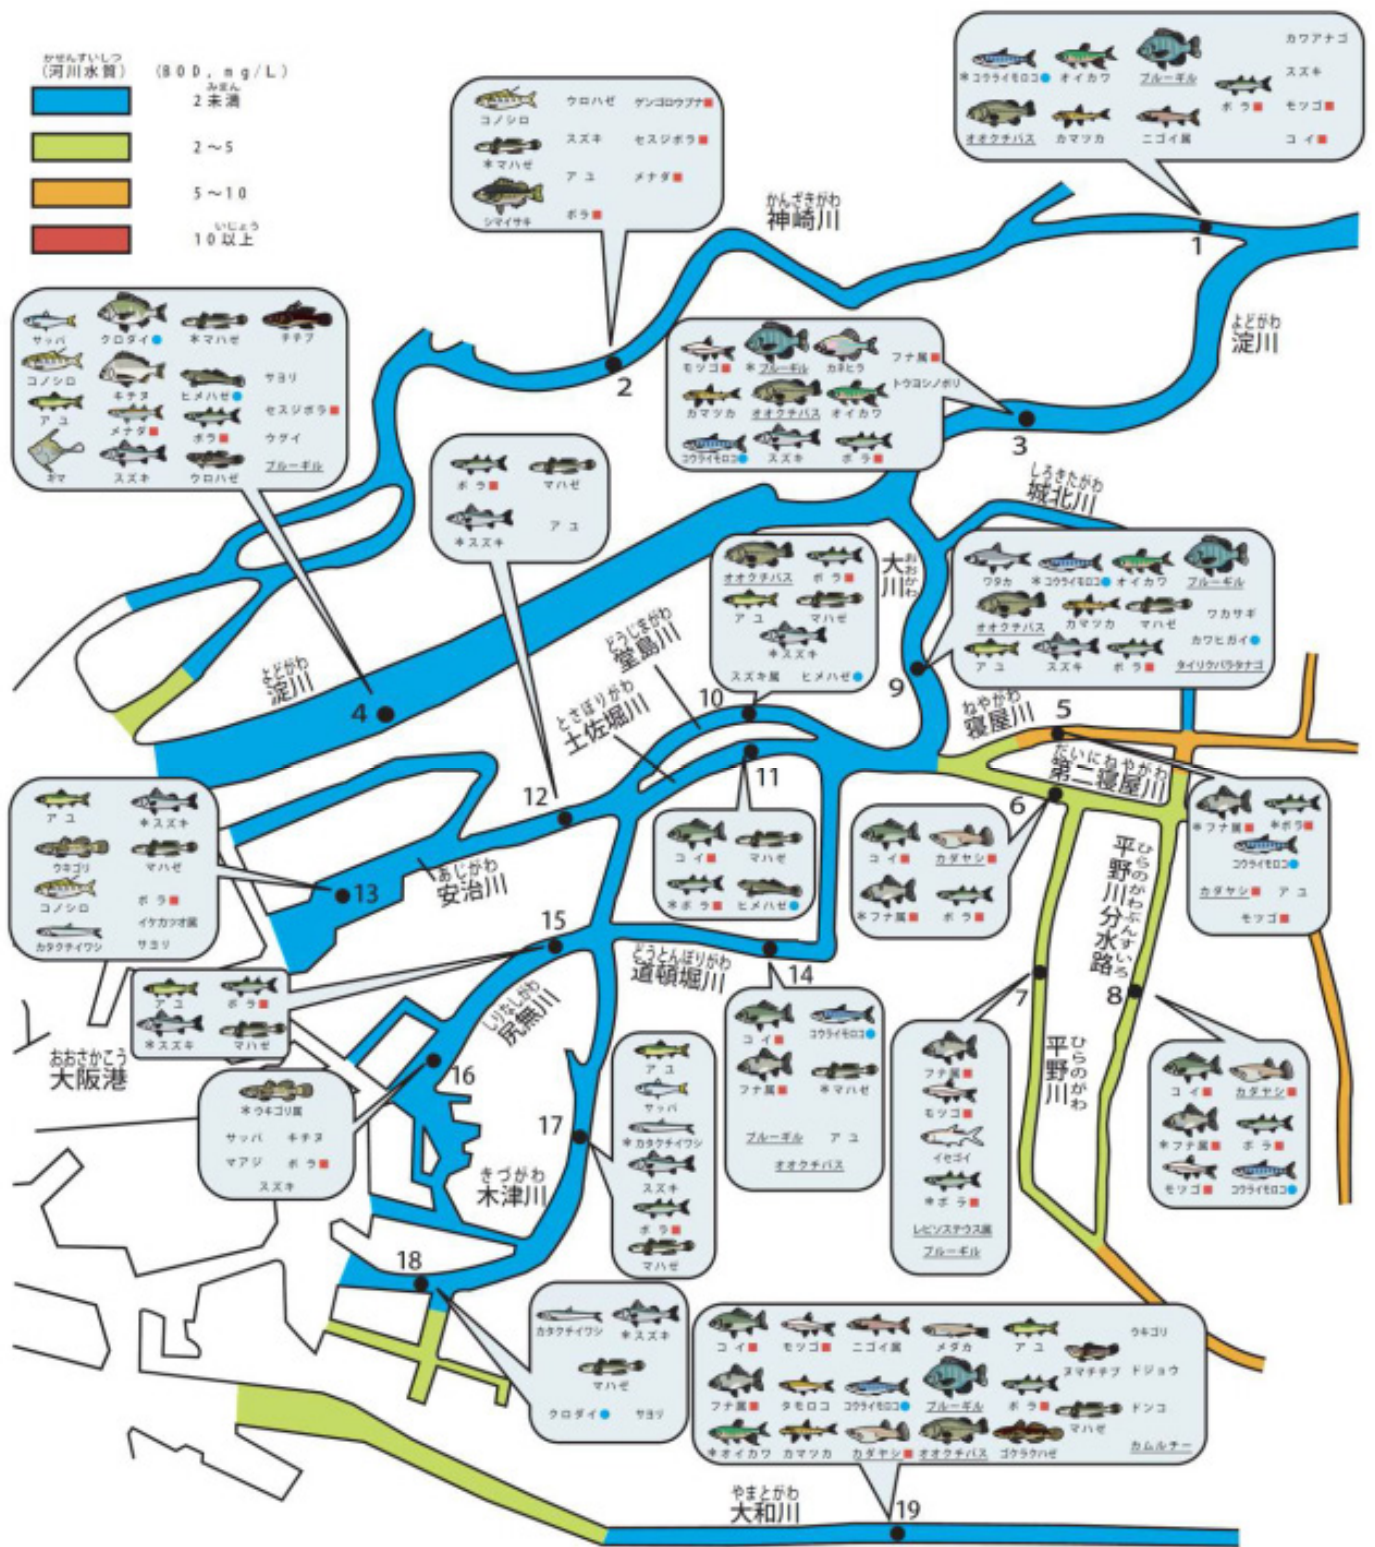 かせんすいしつ
(河川水質) (BOD, mg/L)
みまん
2未満
2〜5
5〜10
いじょう
10以上
＊コウライモロコ オイカワ ブルーギル カワアナゴ
スズキ
ボラ
オオクチバス カマツカ ニゴイ属 モツゴ
コイ
1
コノシロ ウロハゼ ゲンゴロウブナ
＊マハゼ スズキ セスジボラ
アユ メナダ
シマイサキ ボラ
2
かんざきがわ
神崎川
よどがわ
淀川
サッパ クロダイ ＊マハゼ チチブ
コノシロ キチヌ ヒメハゼ サヨリ
アユ メナダ ボラ セスジボラ
ウグイ
ギマ スズキ ウロハゼ ブルーギル
4
モツゴ ＊ブルーギル カネヒラ フナ属
トウヨシノボリ
カマツカ オオクチバス オイカワ
コウライモロコ スズキ ボラ
3
しろきたがわ
城北川
ボラ マハゼ
＊スズキ アユ
12
オオクチバス ボラ
アユ マハゼ
＊スズキ
スズキ属 ヒメハゼ
10
おおかわ
大川
ワタカ ＊コウライモロコ オイカワ ブルーギル
オオクチバス カマツカ マハゼ ワカサギ
カワヒガイ
アユ スズキ ボラ タイリクバラタナゴ
9
よどがわ
淀川
どうじまがわ
堂島川
とさぼりがわ
土佐堀川
11
ねやがわ
寝屋川
5
だいにねやがわ
第二寝屋川
6
アユ ＊スズキ
ウキゴリ マハゼ
コノシロ ボラ
イケカツオ属
カタクチイワシ サヨリ
13
あじがわ
安治川
コイ マハゼ
＊ボラ ヒメハゼ
コイ カダヤシ
＊フナ属 ボラ
＊フナ属 ＊ボラ
コウライモロコ
カダヤシ アユ
モツゴ
ひらのがわぶんすいろ
平野川分水路
15
アユ ボラ
＊スズキ マハゼ
どうとんぼりがわ
道頓堀川
14
しりなしがわ
尻無川
おおさかこう
大阪港
7
8
ひらのがわ
平野川
16
＊ウキゴリ属
サッパ キチヌ
マアジ ボラ
スズキ
17
きづがわ
木津川
アユ
サッパ
＊カタクチイワシ
スズキ
ボラ
マハゼ
コイ コウライモロコ
フナ属 ＊マハゼ
ブルーギル アユ
オオクチバス
フナ属
モツゴ
イセゴイ
＊ボラ
レピソステウス属
ブルーギル
コイ カダヤシ
＊フナ属 ボラ
モツゴ コウライモロコ
18
カタクチイワシ ＊スズキ
マハゼ
クロダイ サヨリ
コイ モツゴ ニゴイ属 メダカ アユ ウキゴリ
ヌマチチブ ドジョウ
フナ属 タモロコ コウライモロコ ブルーギル ボラ
マハゼ ドンコ
＊オイカワ カマツカ カダヤシ オオクチバス ゴクラクハゼ カムルチー
やまとがわ
大和川
19